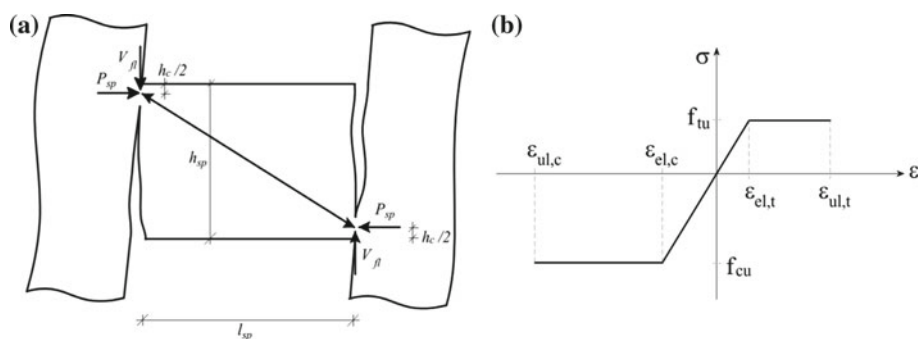 (a)
V_fl
P_sp
h_c/2
h_sp
P_sp
h_c/2
V_fl
l_sp
(b)
σ
f_tu
ε_ul,c
ε_el,c
ε
ε_el,t
ε_ul,t
f_cu